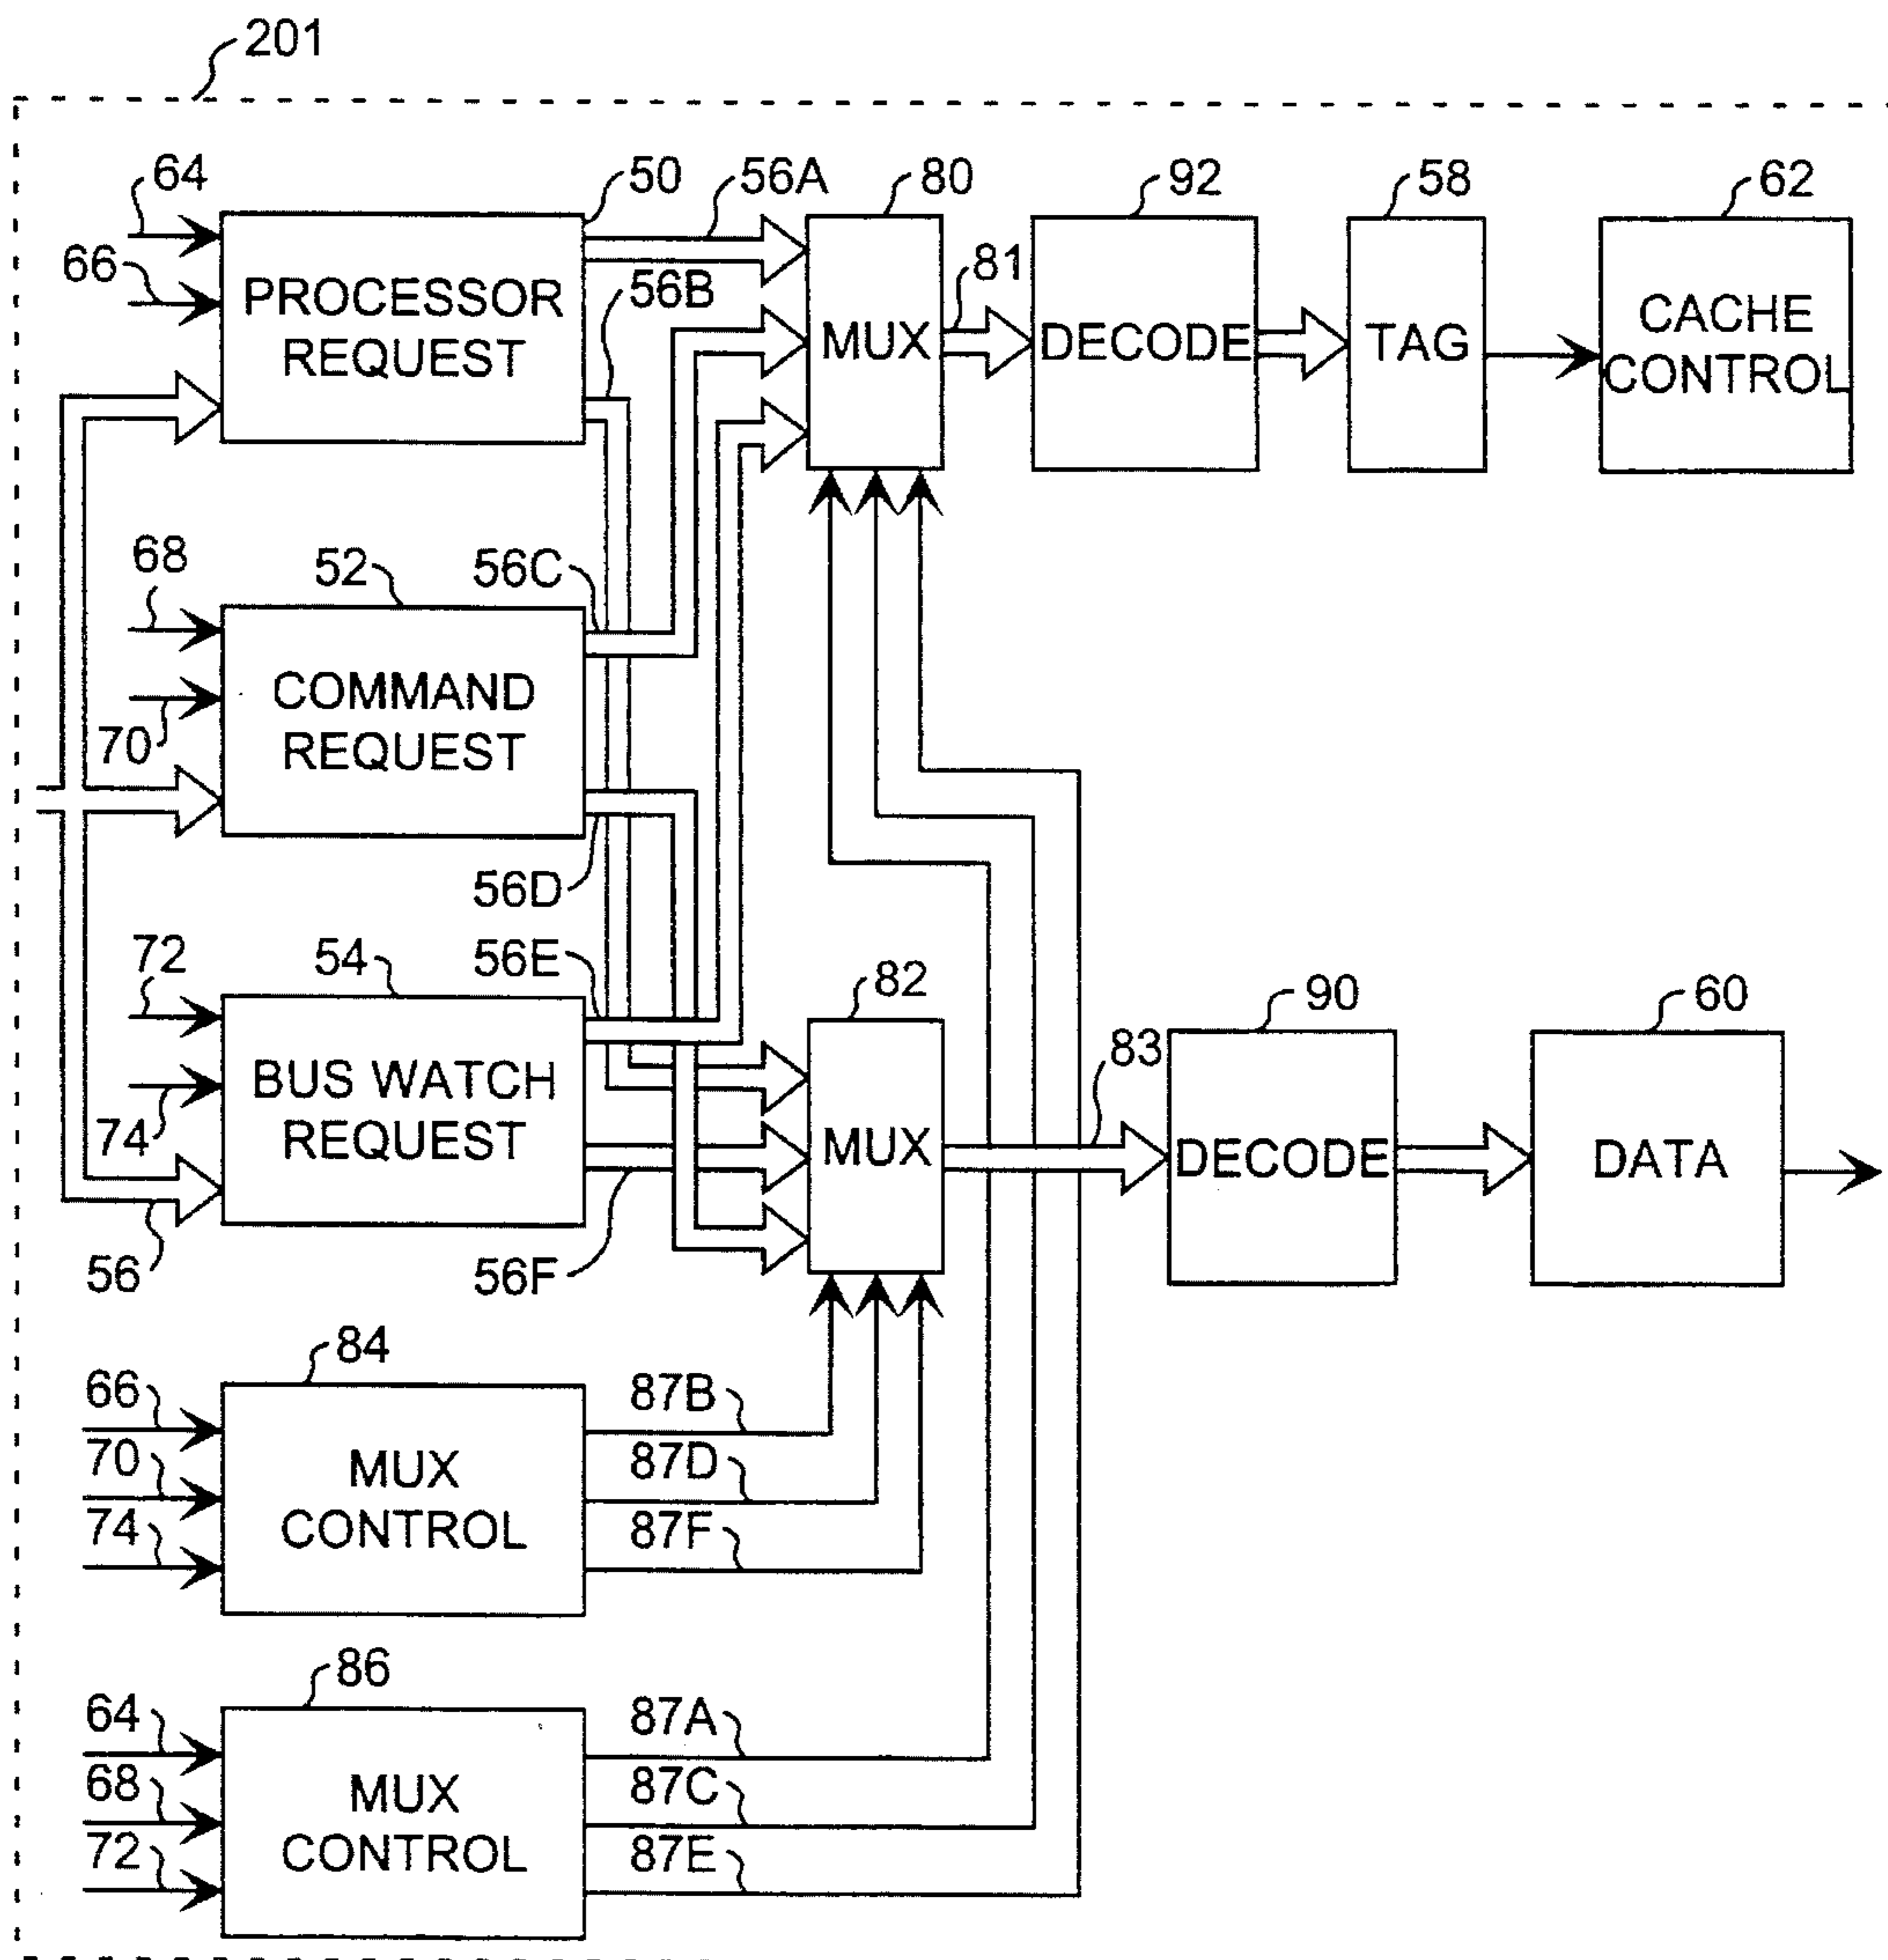 201
64
50
56A
80
92
58
62
66
PROCESSOR
REQUEST
56B
MUX
81
DECODE
TAG
CACHE
CONTROL
68
52
56C
COMMAND
REQUEST
70
56D
72
54
56E
82
90
60
BUS WATCH
REQUEST
74
MUX
83
DECODE
DATA
56
56F
84
66
87B
70
MUX
CONTROL
87D
74
87F
86
64
87A
68
MUX
CONTROL
87C
72
87E